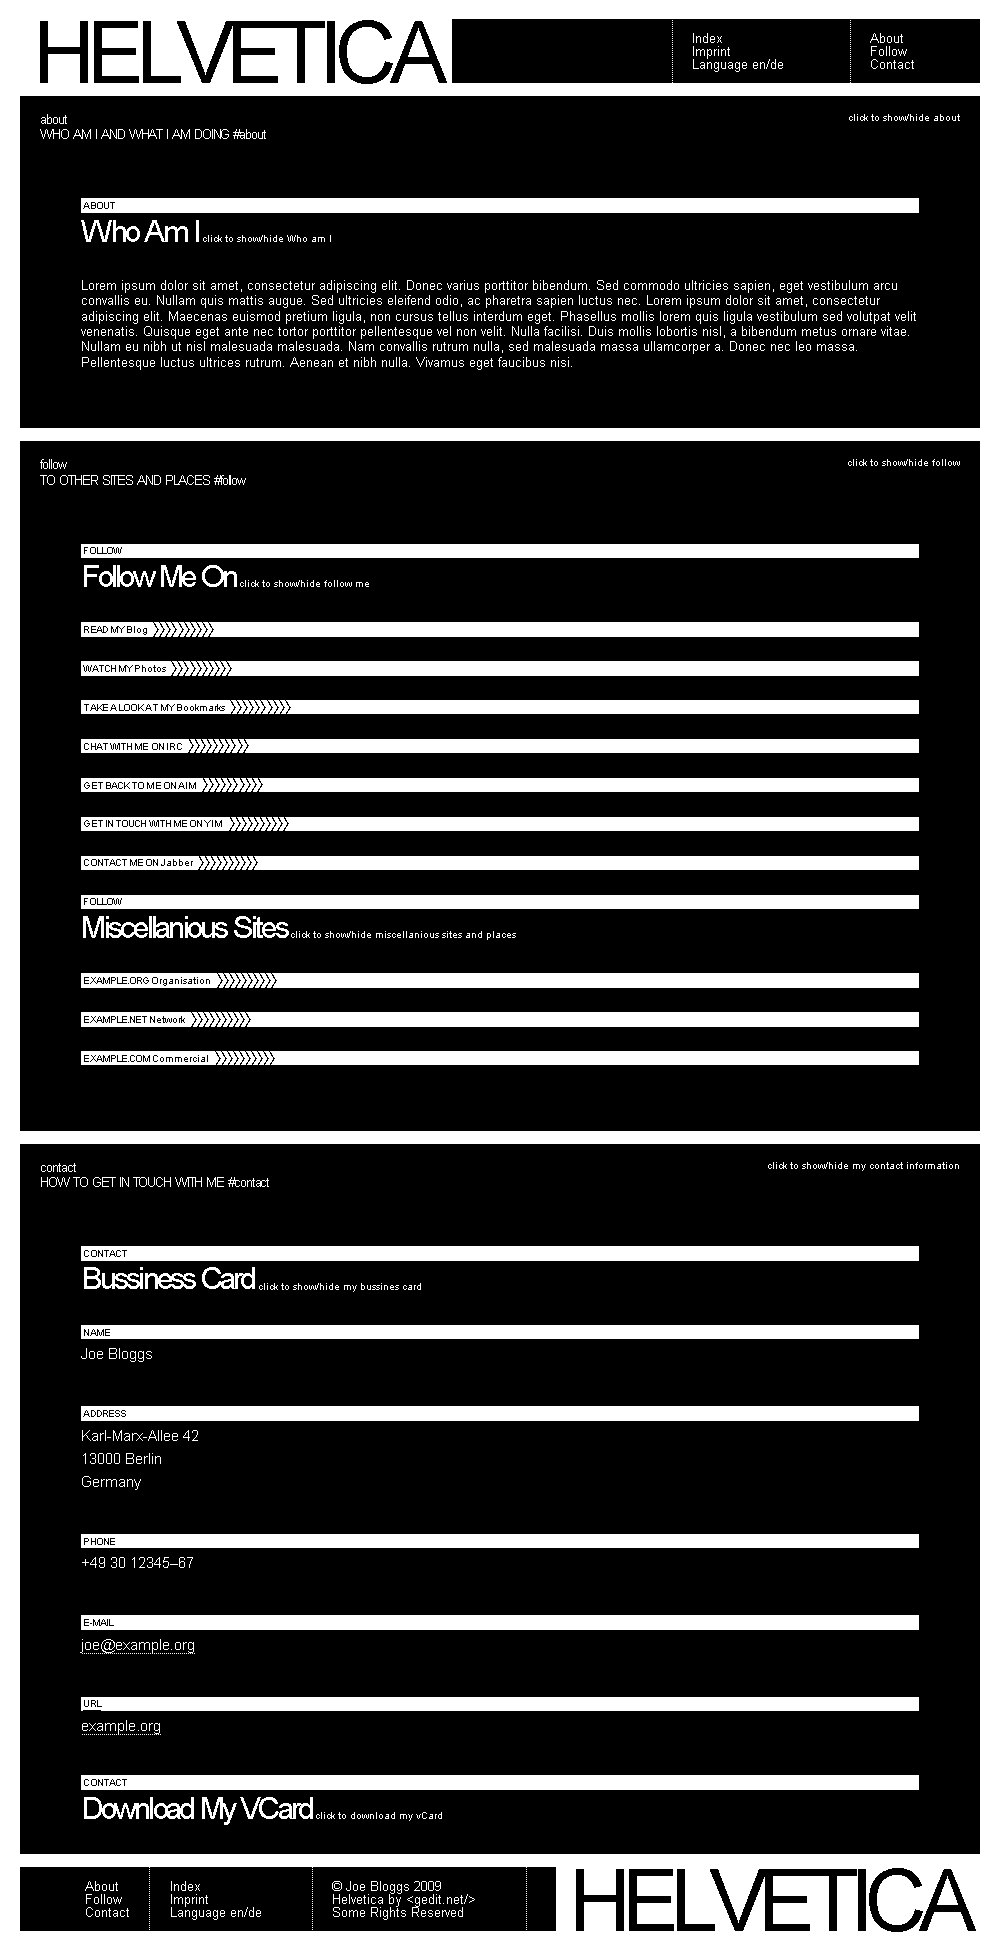 HELVETICA
Index
Imprint
Language en/de
About
Follow
Contact
about
WHO AM I AND WHAT I AM DOING #about
click to show/hide about
ABOUT
Who Am I click to show/hide Who am I
Lorem ipsum dolor sit amet, consectetur adipiscing elit. Donec varius porttitor bibendum. Sed commodo ultricies sapien, eget vestibulum arcu
convallis eu. Nullam quis mattis augue. Sed ultricies eleifend odio, ac pharetra sapien luctus nec. Lorem ipsum dolor sit amet, consectetur
adipiscing elit. Maecenas euismod pretium ligula, non cursus tellus interdum eget. Phasellus mollis lorem quis ligula vestibulum sed volutpat velit
venenatis. Quisque eget ante nec tortor porttitor pellentesque vel non velit. Nulla facilisi. Duis mollis lobortis nisl, a bibendum metus ornare vitae.
Nullam eu nibh ut nisl malesuada malesuada. Nam convallis rutrum nulla, sed malesuada massa ullamcorper a. Donec nec leo massa.
Pellentesque luctus ultrices rutrum. Aenean et nibh nulla. Vivamus eget faucibus nisi.
follow
TO OTHER SITES AND PLACES #follow
click to show/hide follow
FOLLOW
Follow Me On click to show/hide follow me
READ MY Blog 〉〉〉〉〉〉〉〉〉〉
WATCH MY Photos 〉〉〉〉〉〉〉〉〉〉
TAKE A LOOK AT MY Bookmarks 〉〉〉〉〉〉〉〉〉〉
CHAT WITH ME ON IRC 〉〉〉〉〉〉〉〉〉〉
GET BACK TO ME ON AIM 〉〉〉〉〉〉〉〉〉〉
GET IN TOUCH WITH ME ON YIM 〉〉〉〉〉〉〉〉〉〉
CONTACT ME ON Jabber 〉〉〉〉〉〉〉〉〉〉
FOLLOW
Miscellanious Sites click to show/hide miscellanious sites and places
EXAMPLE.ORG Organisation 〉〉〉〉〉〉〉〉〉〉
EXAMPLE.NET Network 〉〉〉〉〉〉〉〉〉〉
EXAMPLE.COM Commercial 〉〉〉〉〉〉〉〉〉〉
contact
HOW TO GET IN TOUCH WITH ME #contact
click to show/hide my contact information
CONTACT
Bussiness Card click to show/hide my bussines card
NAME
Joe Bloggs
ADDRESS
Karl-Marx-Allee 42
13000 Berlin
Germany
PHONE
+49 30 12345–67
E-MAIL
joe@example.org
URL
example.org
CONTACT
Download My VCard click to download my vCard
About
Follow
Contact
Index
Imprint
Language en/de
© Joe Bloggs 2009
Helvetica by <gedit.net/>
Some Rights Reserved
HELVETICA